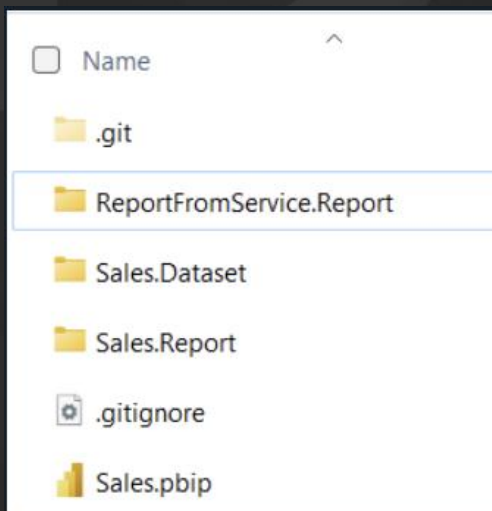 Name
.git
ReportFromService.Report
Sales.Dataset
Sales.Report
.gitignore
Sales.pbip